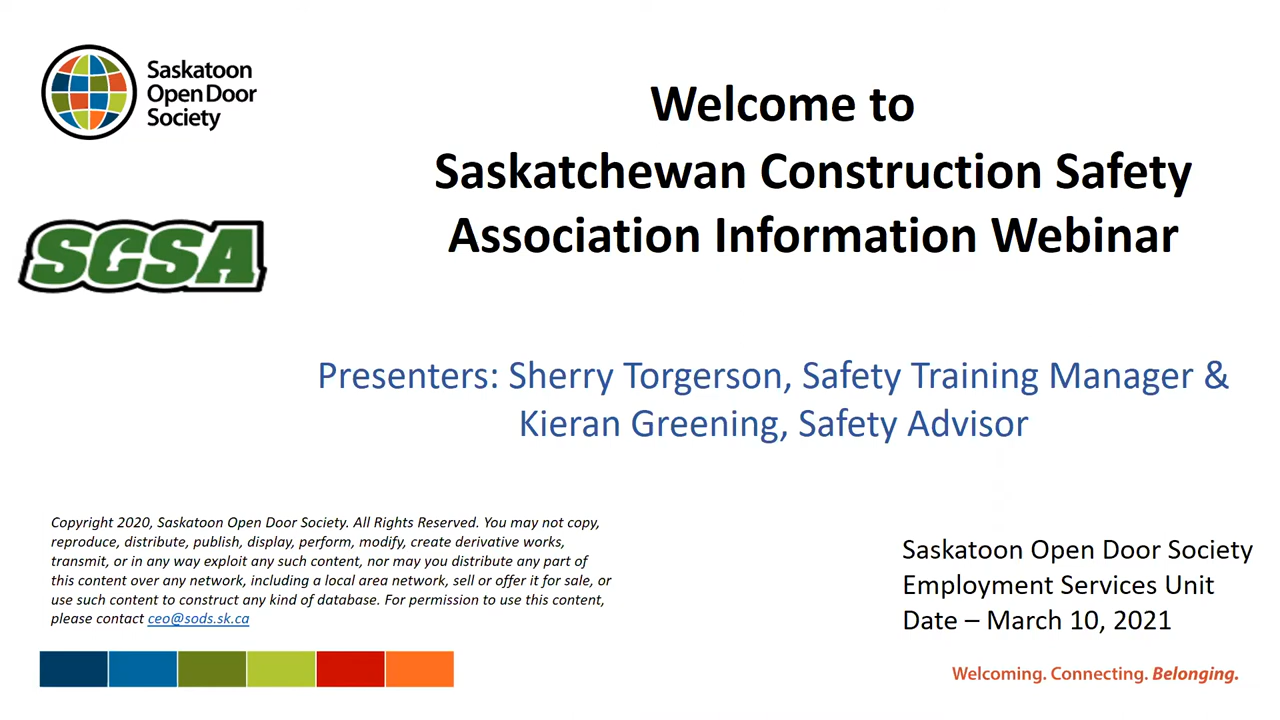 Saskatoon
Open Door
Society
Welcome to
Saskatchewan Construction Safety
Association Information Webinar
SCSA
Presenters: Sherry Torgerson, Safety Training Manager &
Kieran Greening, Safety Advisor
Copyright 2020, Saskatoon Open Door Society. All Rights Reserved. You may not copy,
reproduce, distribute, publish, display, perform, modify, create derivative works,
transmit, or in any way exploit any such content, nor may you distribute any part of
this content over any network, including a local area network, sell or offer it for sale, or
use such content to construct any kind of database. For permission to use this content,
please contact ceo@sods.sk.ca
Saskatoon Open Door Society
Employment Services Unit
Date – March 10, 2021
Welcoming. Connecting. Belonging.